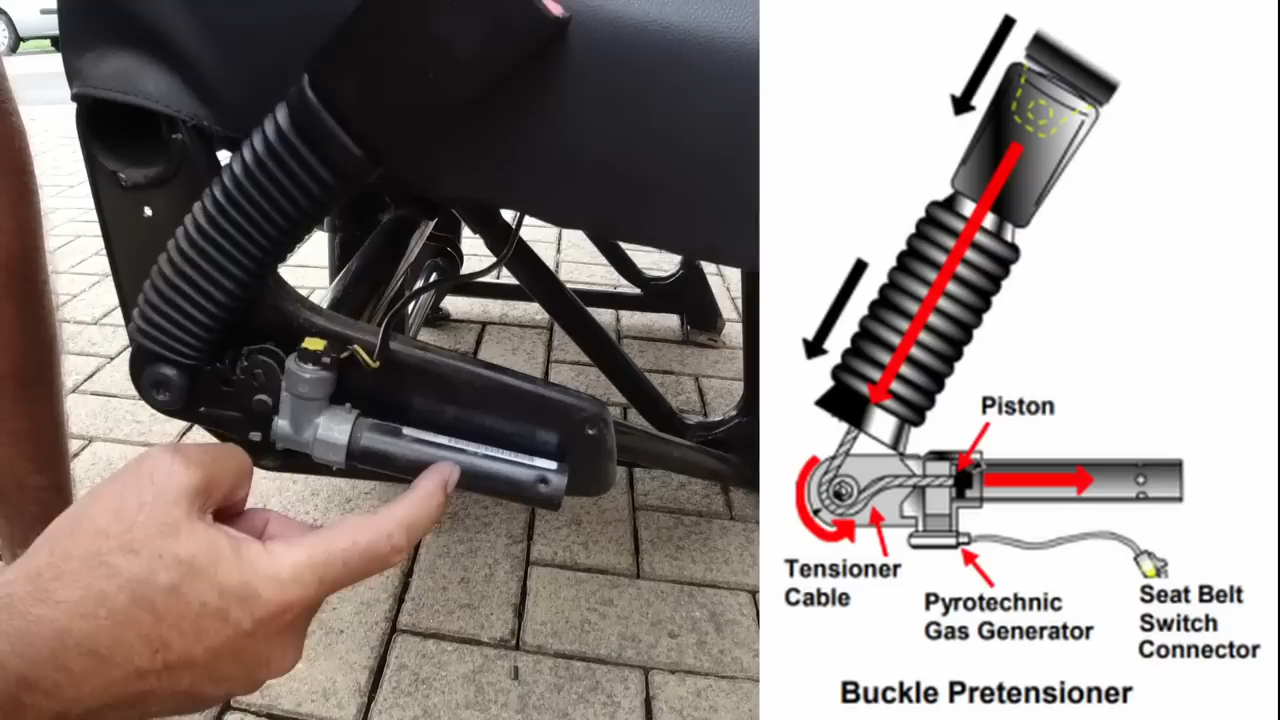 Piston
Tensioner
Cable
Pyrotechnic
Gas Generator
Seat Belt
Switch
Connector
Buckle Pretensioner